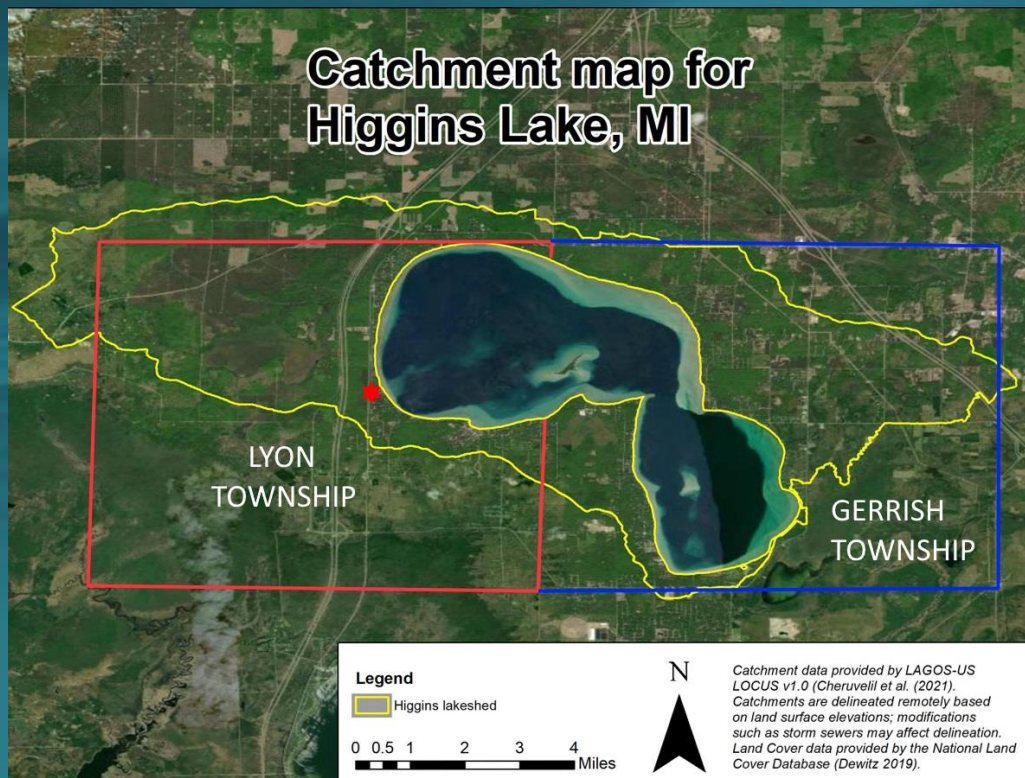 Catchment map for
Higgins Lake, MI
LYON
TOWNSHIP
GERRISH
TOWNSHIP
Legend
Higgins lakeshed
0 0.5 1 2 3 4
Miles
N
Catchment data provided by LAGOS-US
LOCUS v1.0 (Cheruvelil et al. (2021).
Catchments are delineated remotely based
on land surface elevations; modifications
such as storm sewers may affect delineation.
Land Cover data provided by the National Land
Cover Database (Dewitz 2019).